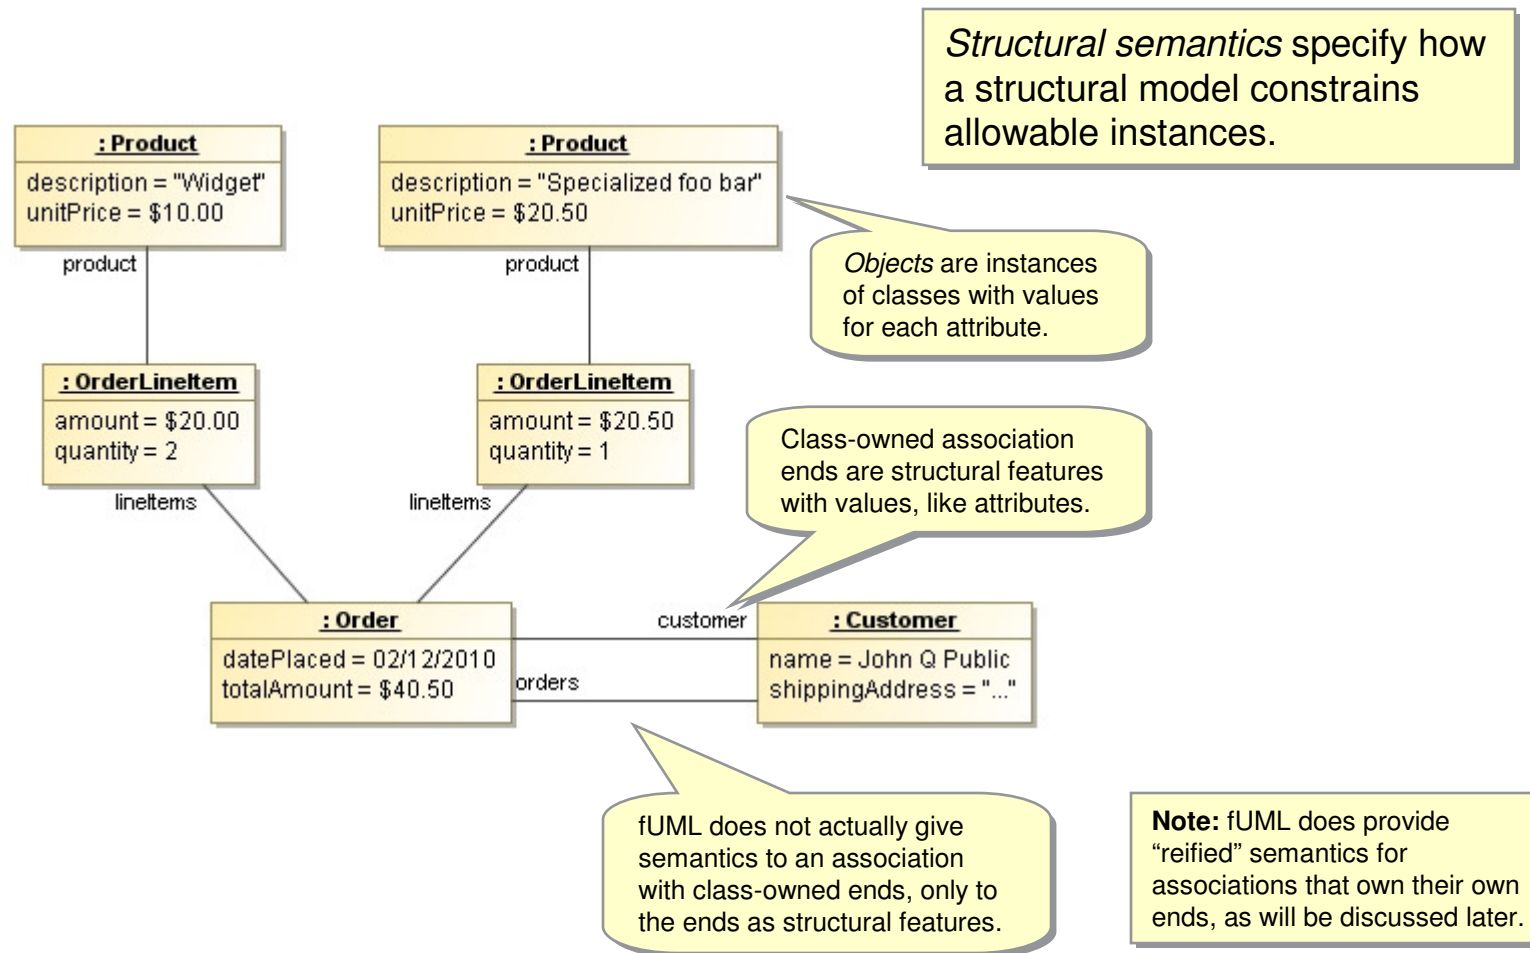 Structural semantics specify how
a structural model constrains
allowable instances.
: Product
description = "Widget"
unitPrice = $10.00
: Product
description = "Specialized foo bar"
unitPrice = $20.50
product
product
Objects are instances
of classes with values
for each attribute.
: OrderLineItem
amount = $20.00
quantity = 2
: OrderLineItem
amount = $20.50
quantity = 1
Class-owned association
ends are structural features
with values, like attributes.
lineItems
lineItems
: Order
datePlaced = 02/12/2010
totalAmount = $40.50
customer
orders
: Customer
name = John Q Public
shippingAddress = "..."
fUML does not actually give
semantics to an association
with class-owned ends, only to
the ends as structural features.
Note: fUML does provide
“reified” semantics for
associations that own their own
ends, as will be discussed later.